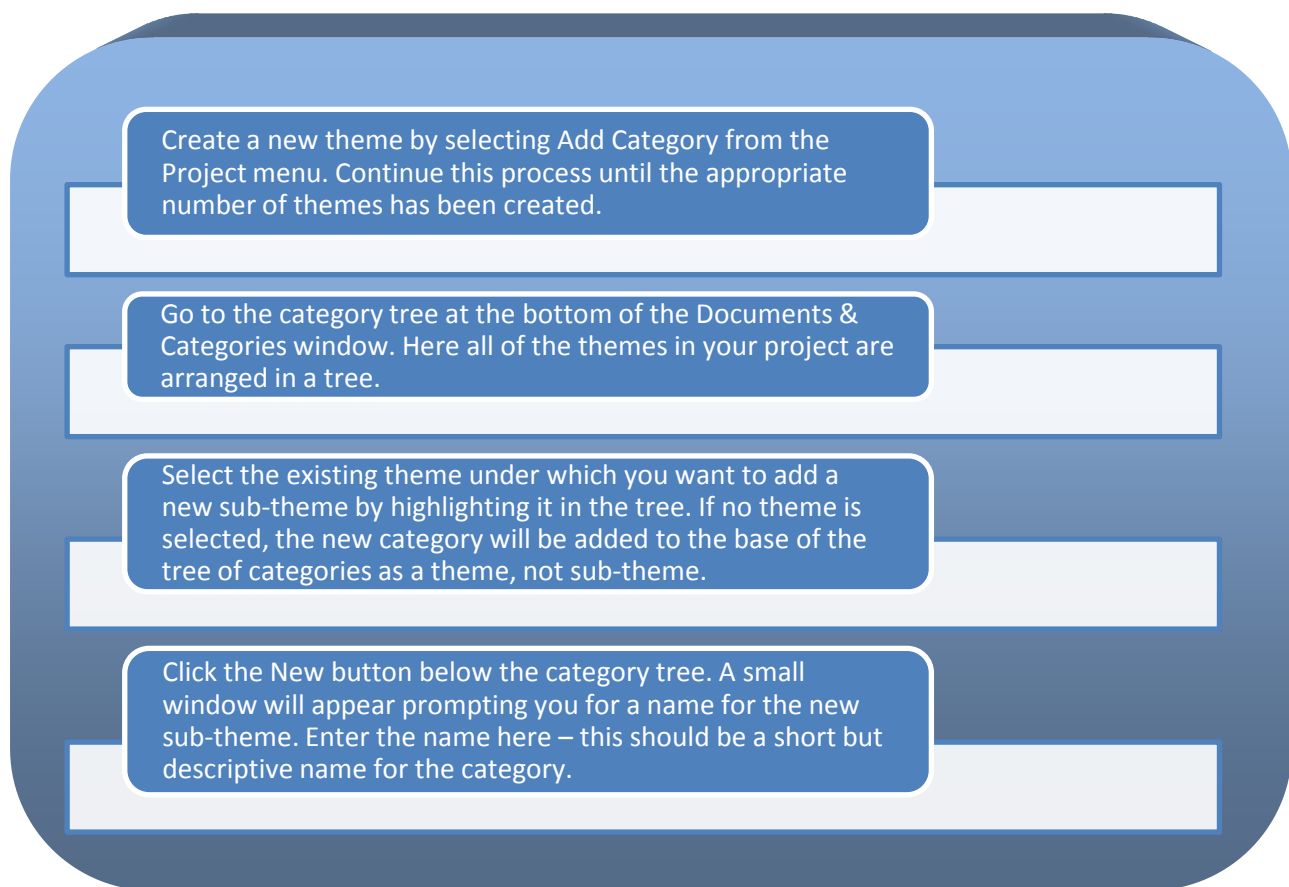 Create a new theme by selecting Add Category from the
Project menu. Continue this process until the appropriate
number of themes has been created.
Go to the category tree at the bottom of the Documents &
Categories window. Here all of the themes in your project are
arranged in a tree.
Select the existing theme under which you want to add a
new sub-theme by highlighting it in the tree. If no theme is
selected, the new category will be added to the base of the
tree of categories as a theme, not sub-theme.
Click the New button below the category tree. A small
window will appear prompting you for a name for the new
sub-theme. Enter the name here – this should be a short but
descriptive name for the category.